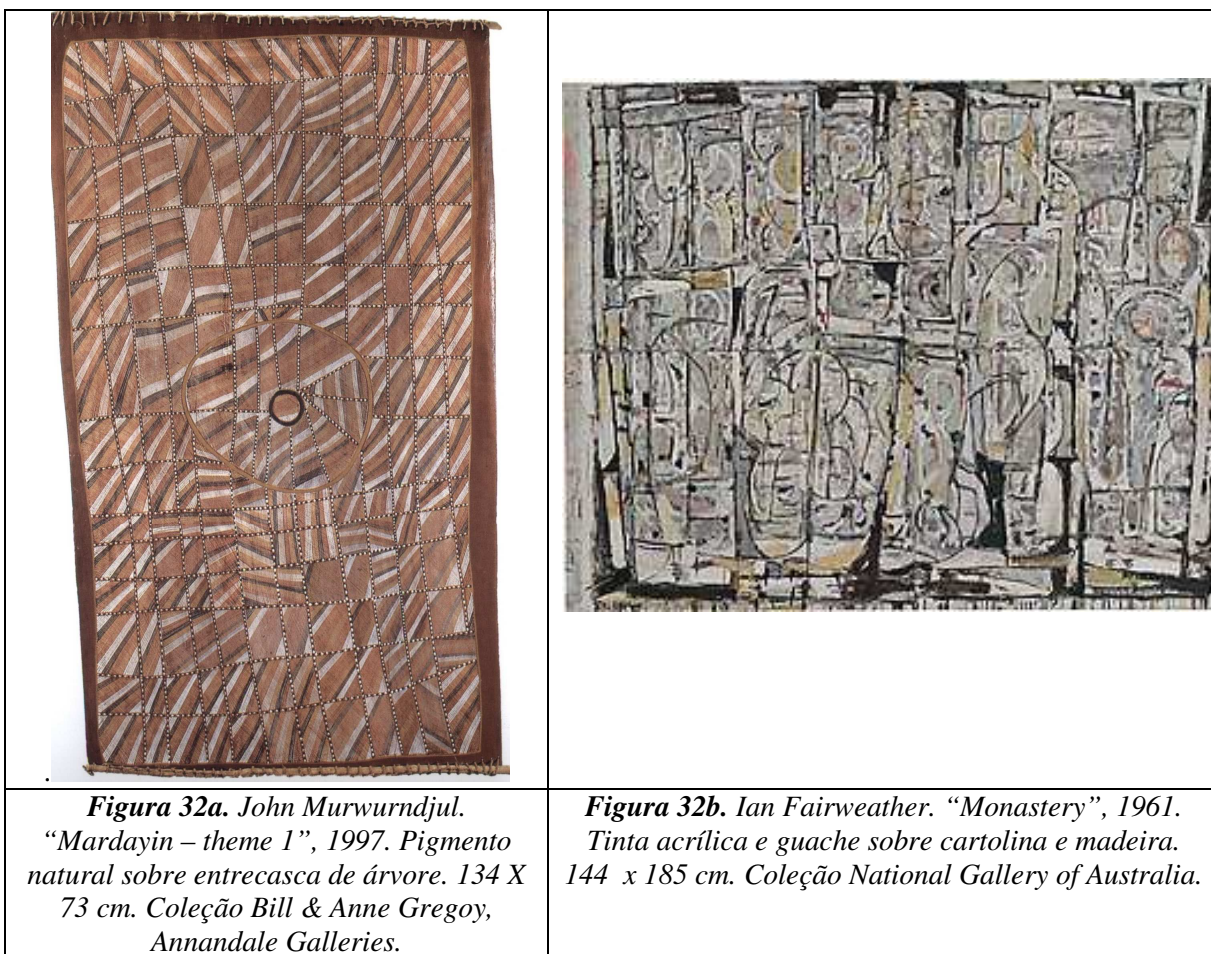 .
Figura 32a. John Murwurndjul.
“Mardayin – theme 1”, 1997. Pigmento
natural sobre entrecasca de árvore. 134 X
73 cm. Coleção Bill & Anne Gregoy,
Annandale Galleries.
Figura 32b. Ian Fairweather. “Monastery”, 1961.
Tinta acrílica e guache sobre cartolina e madeira.
144 x 185 cm. Coleção National Gallery of Australia.